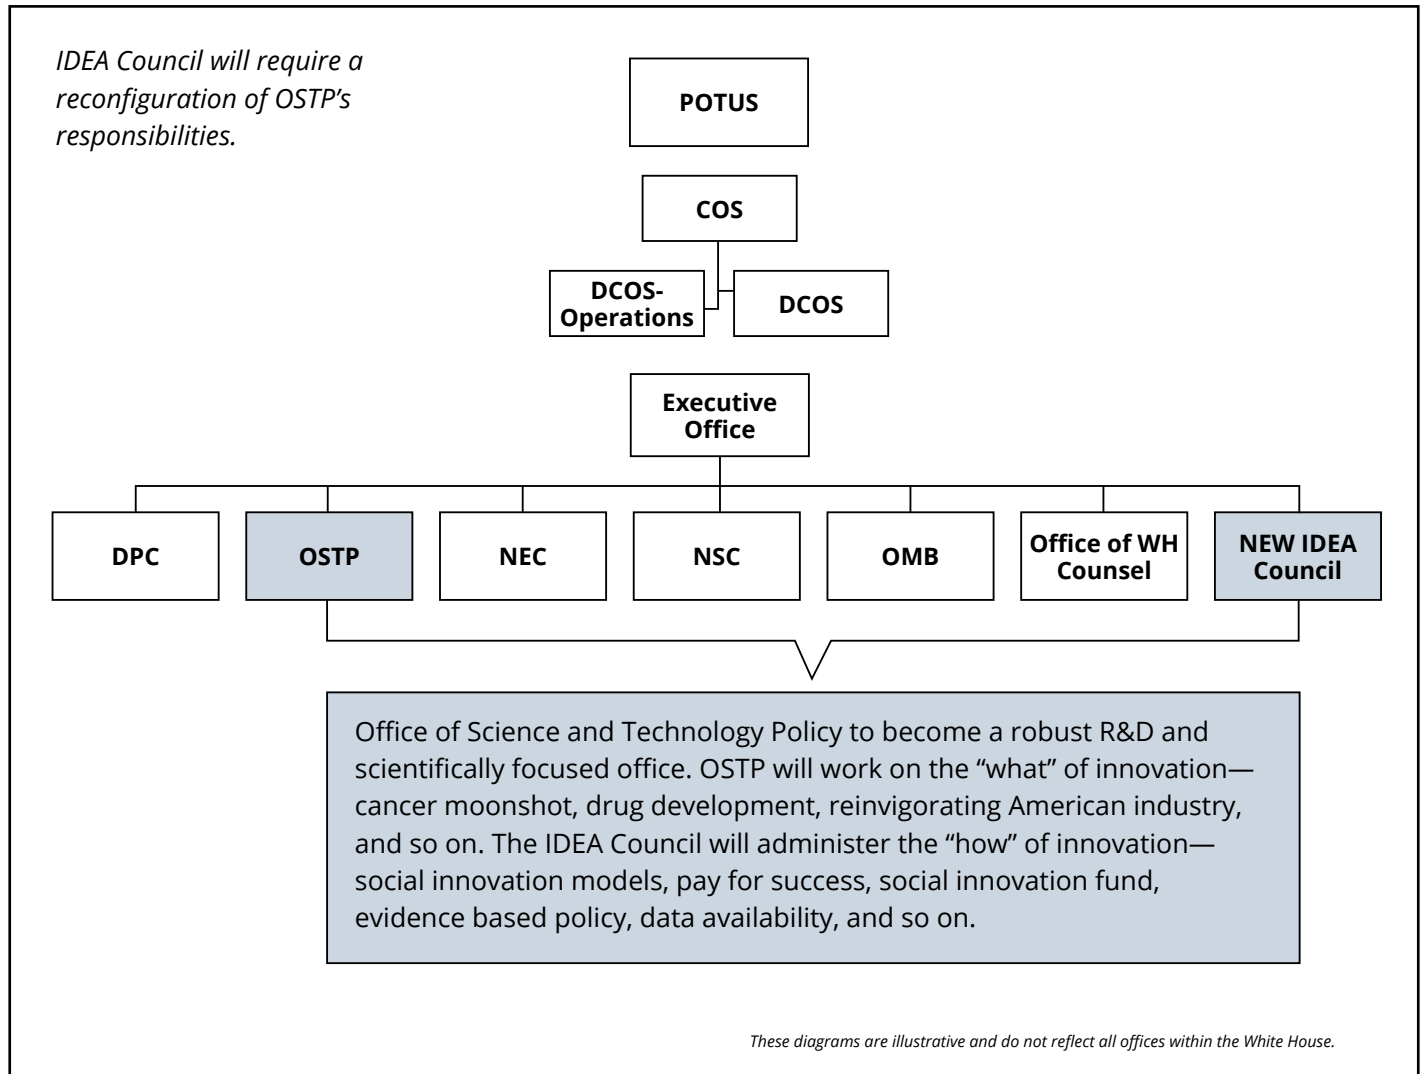 IDEA Council will require a
reconfiguration of OSTP’s
responsibilities.
POTUS
COS
DCOS-
Operations
DCOS
Executive
Office
DPC
OSTP
NEC
NSC
OMB
Office of WH
Counsel
NEW IDEA
Council
Office of Science and Technology Policy to become a robust R&D and
scientifically focused office. OSTP will work on the “what” of innovation—
cancer moonshot, drug development, reinvigorating American industry,
and so on. The IDEA Council will administer the “how” of innovation—
social innovation models, pay for success, social innovation fund,
evidence based policy, data availability, and so on.
These diagrams are illustrative and do not reflect all offices within the White House.